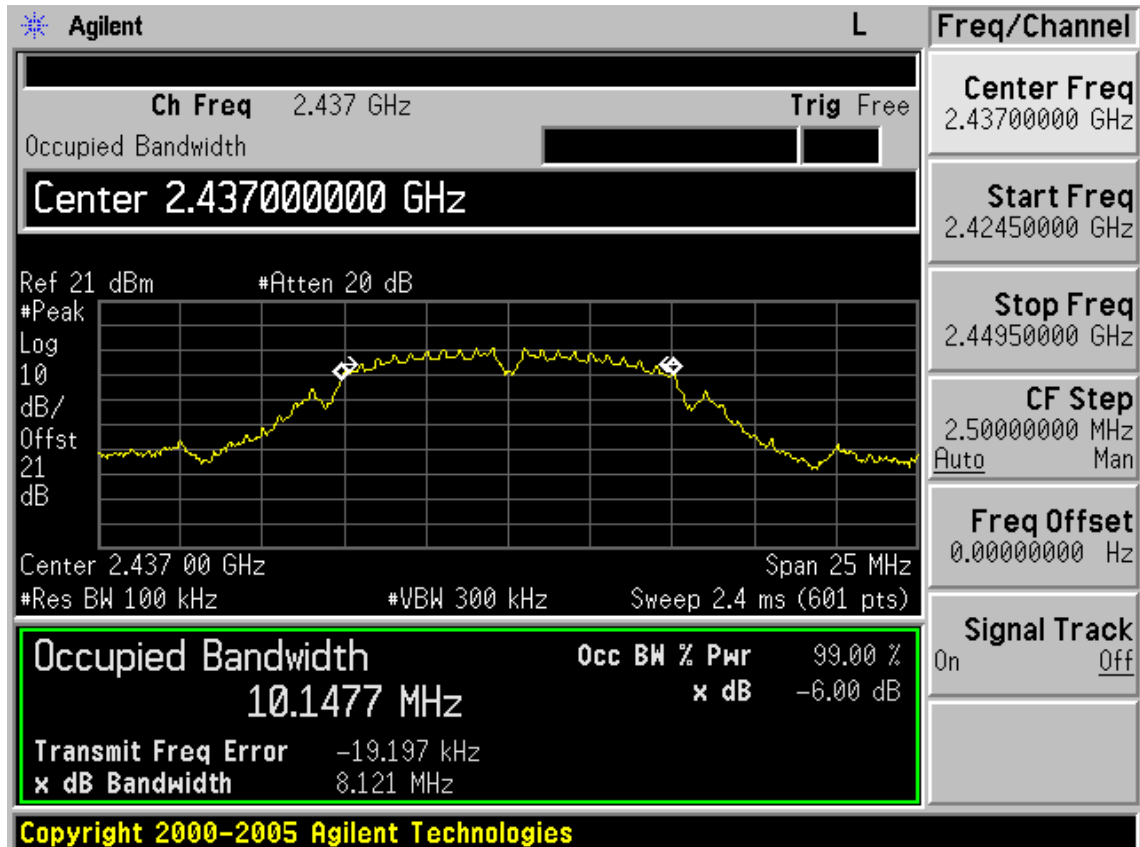 Agilent L
Ch Freq 2.437 GHz Trig Free
Occupied Bandwidth
Center 2.437000000 GHz
Ref 21 dBm #Atten 20 dB
#Peak
Log
10
dB/
Offst
21
dB
Center 2.437 00 GHz Span 25 MHz
#Res BW 100 kHz #VBW 300 kHz Sweep 2.4 ms (601 pts)
Occupied Bandwidth Occ BW % Pwr 99.00 %
10.1477 MHz x dB -6.00 dB
Transmit Freq Error -19.197 kHz
x dB Bandwidth 8.121 MHz
Copyright 2000-2005 Agilent Technologies
Freq/Channel
Center Freq
2.43700000 GHz
Start Freq
2.42450000 GHz
Stop Freq
2.44950000 GHz
CF Step
2.50000000 MHz
Auto Man
Freq Offset
0.00000000 Hz
Signal Track
On Off